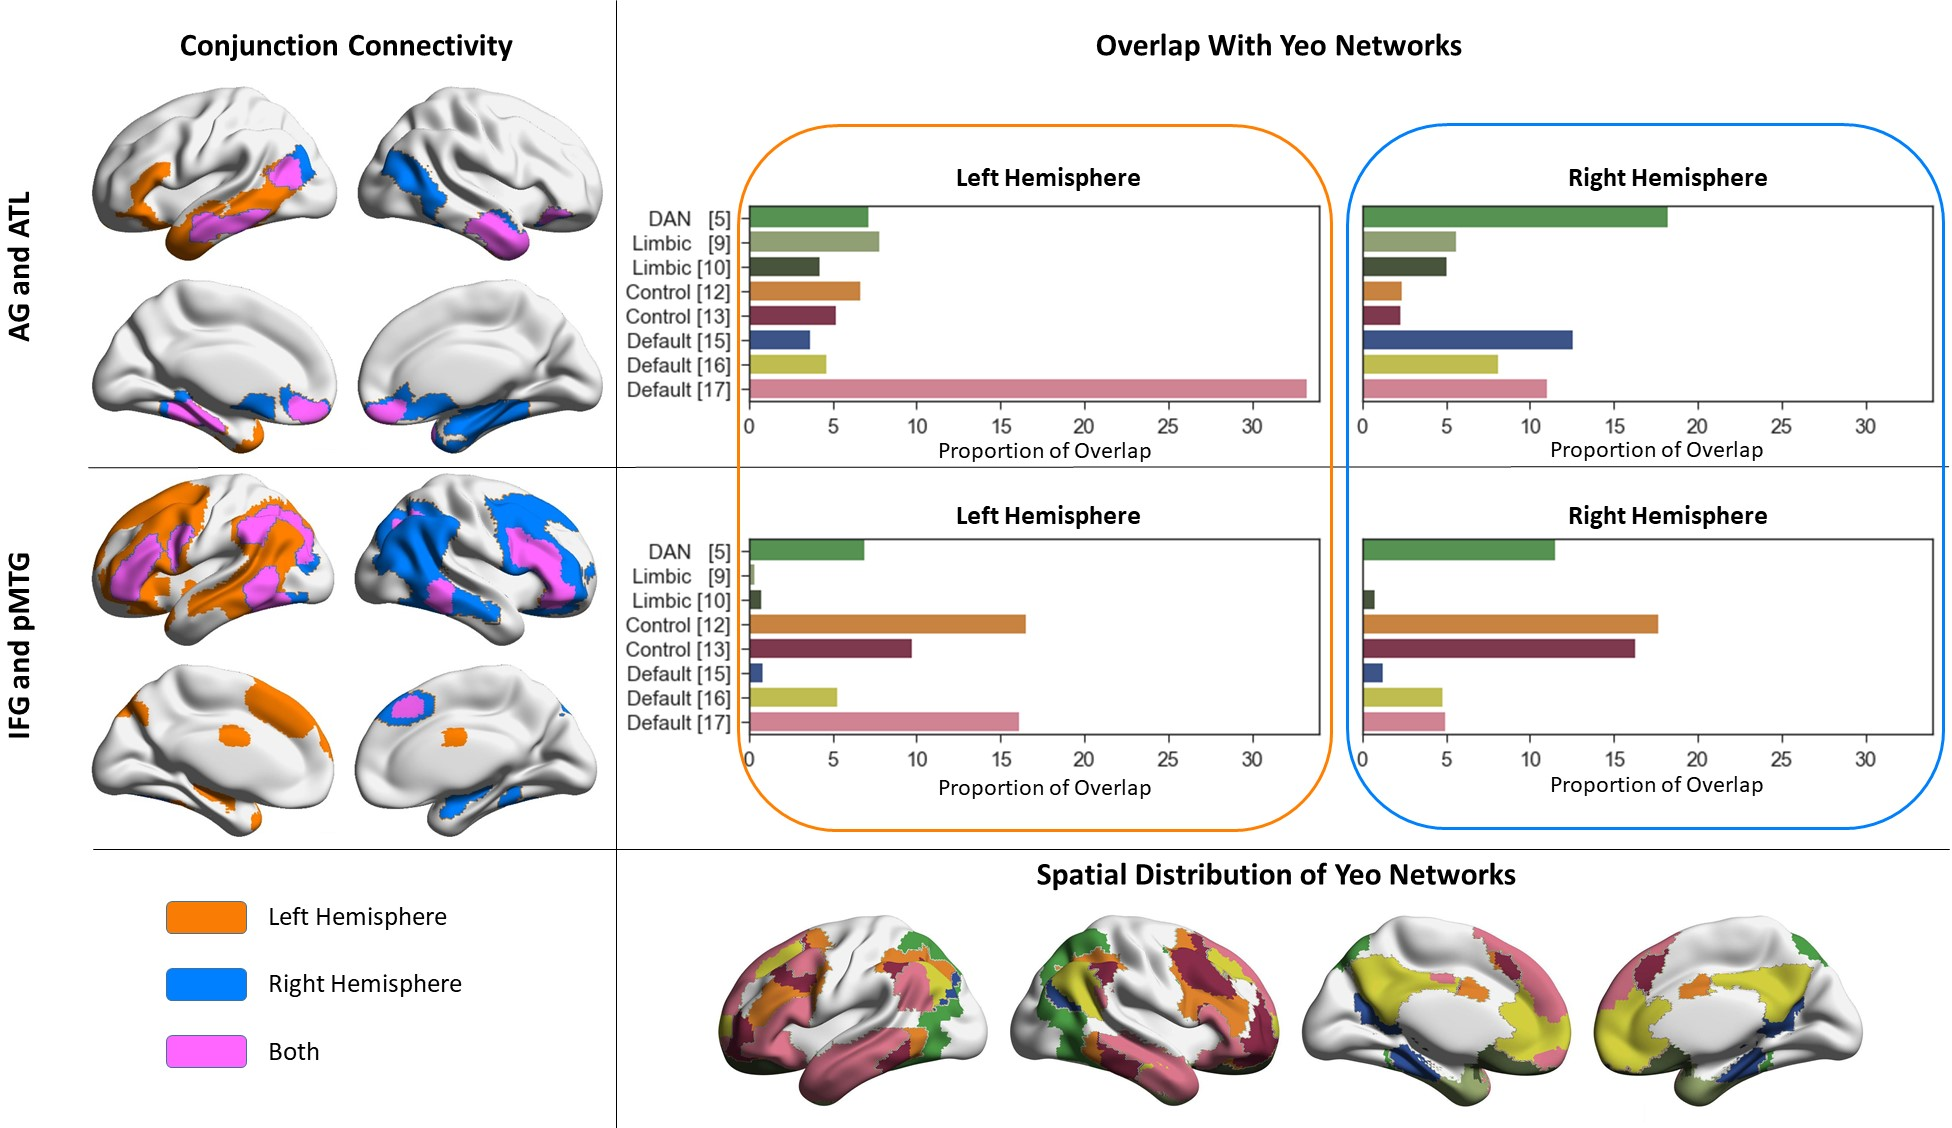 Conjunction Connectivity
Overlap With Yeo Networks
AG and ATL
Left Hemisphere
DAN [5]
Limbic [9]
Limbic [10]
Control [12]
Control [13]
Default [15]
Default [16]
Default [17]
0 5 10 15 20 25 30
Proportion of Overlap
Right Hemisphere
0 5 10 15 20 25 30
Proportion of Overlap
IFG and pMTG
Left Hemisphere
DAN [5]
Limbic [9]
Limbic [10]
Control [12]
Control [13]
Default [15]
Default [16]
Default [17]
0 5 10 15 20 25 30
Proportion of Overlap
Right Hemisphere
0 5 10 15 20 25 30
Proportion of Overlap
Left Hemisphere
Right Hemisphere
Both
Spatial Distribution of Yeo Networks